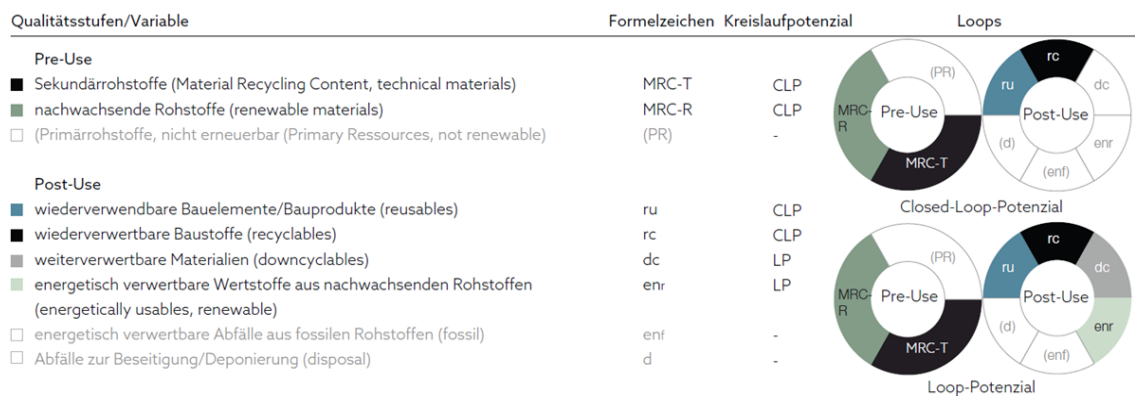 Qualitätsstufen/Variable Formelzeichen Kreislaufpotenzial Loops
Pre-Use
Sekundärrohstoffe (Material Recycling Content, technical materials) MRC-T CLP
nachwachsende Rohstoffe (renewable materials) MRC-R CLP
(Primärrohstoffe, nicht erneuerbar (Primary Ressources, not renewable) (PR) -
Post-Use
wiederverwendbare Bauelemente/Bauprodukte (reusables) ru CLP
wiederverwertbare Baustoffe (recyclables) rc CLP
weiterverwertbare Materialien (downcyclables) dc LP
energetisch verwertbare Wertstoffe aus nachwachsenden Rohstoffen enr LP
(energetically usables, renewable)
energetisch verwertbare Abfälle aus fossilen Rohstoffen (fossil) enf -
Abfälle zur Beseitigung/Deponierung (disposal) d -
(PR)
MRC-
R
Pre-Use
MRC-T
rc
ru
dc
Post-Use
(d)
enr
(enf)
Closed-Loop-Potenzial
(PR)
MRC-
R
Pre-Use
MRC-T
rc
ru
dc
Post-Use
(d)
enr
(enf)
Loop-Potenzial